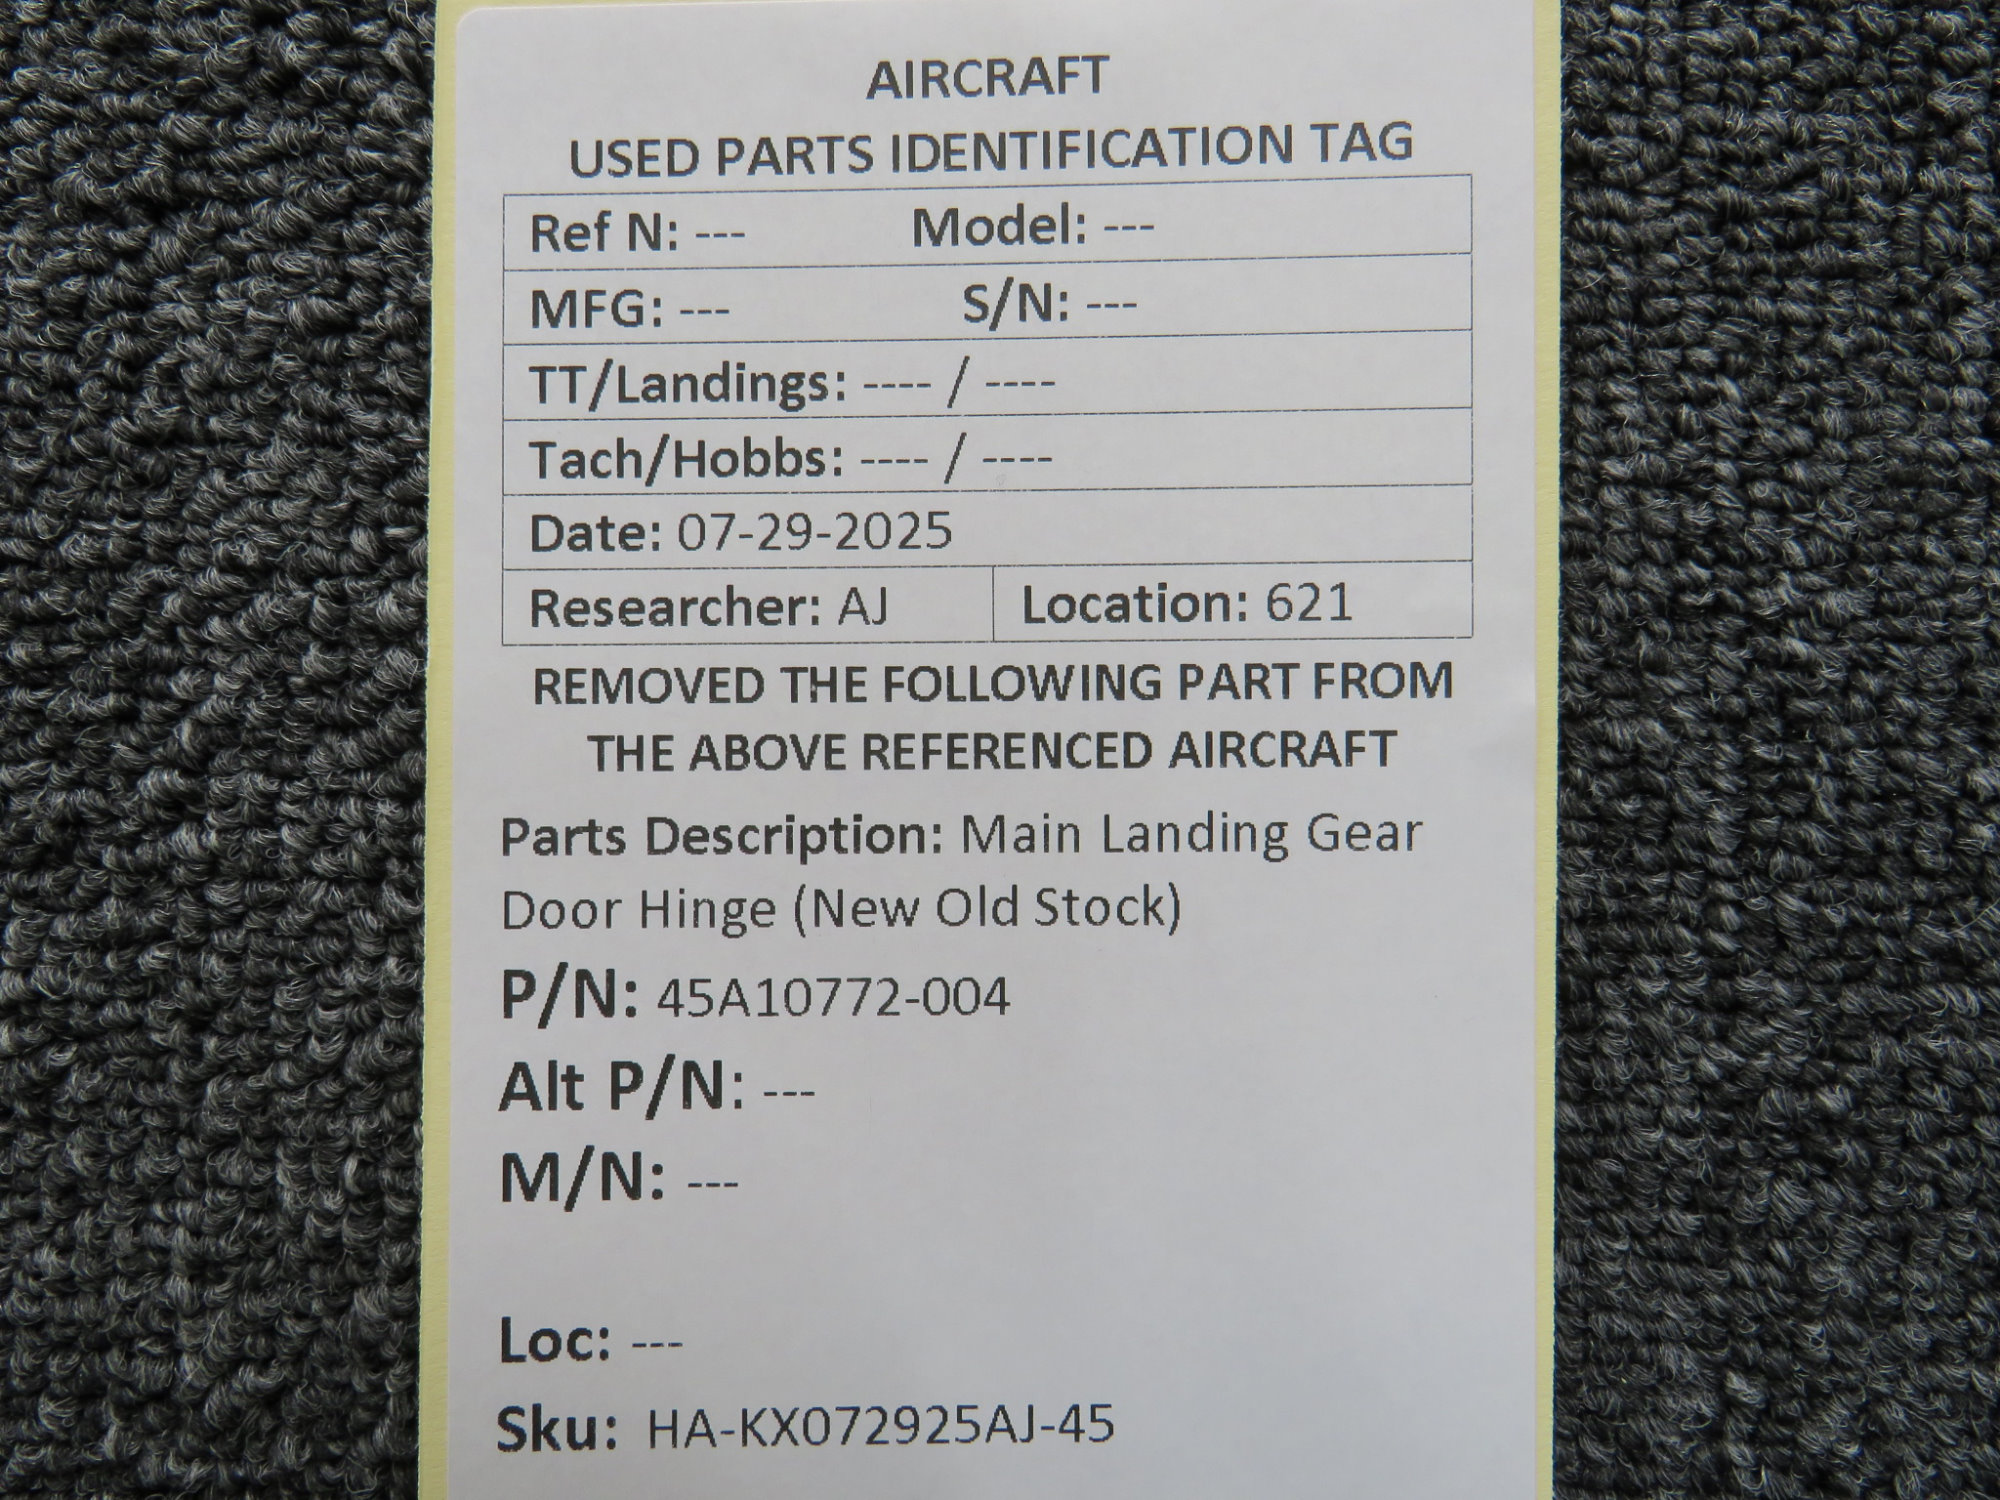 AIRCRAFT
USED PARTS IDENTIFICATION TAG
Ref N: --- Model: ---
MFG: --- S/N: ---
TT/Landings: ---- / ----
Tach/Hobbs: ---- / ----
Date: 07-29-2025
Researcher: AJ Location: 621
REMOVED THE FOLLOWING PART FROM
THE ABOVE REFERENCED AIRCRAFT
Parts Description: Main Landing Gear
Door Hinge (New Old Stock)
P/N: 45A10772-004
Alt P/N: ---
M/N: ---
Loc: ---
Sku: HA-KX072925AJ-45